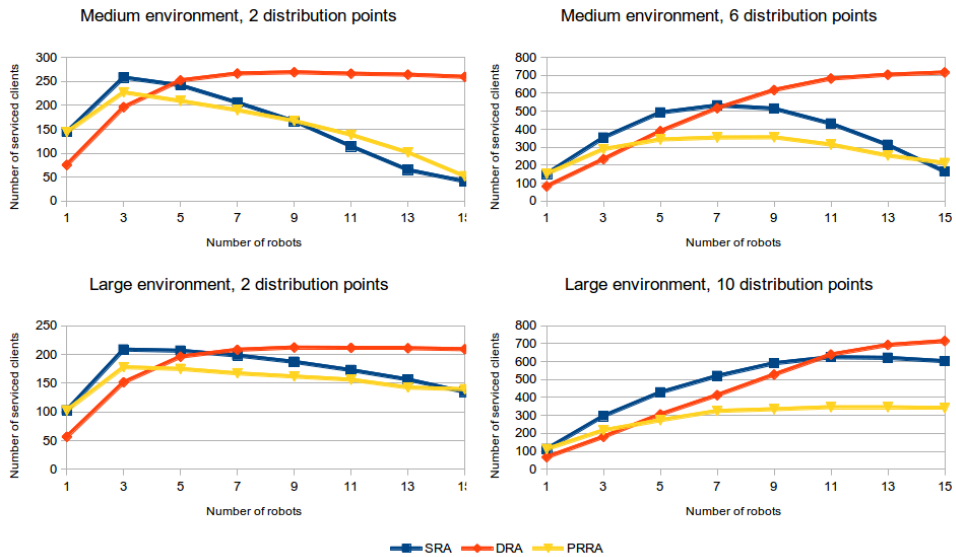 Medium environment, 2 distribution points
Number of serviced clients
300
250
200
150
100
50
0
1 3 5 7 9 11 13 15
Number of robots
Medium environment, 6 distribution points
Number of serviced clients
800
700
600
500
400
300
200
100
0
1 3 5 7 9 11 13 15
Number of robots
Large environment, 2 distribution points
Number of serviced clients
250
200
150
100
50
0
1 3 5 7 9 11 13 15
Number of robots
Large environment, 10 distribution points
Number of serviced clients
800
700
600
500
400
300
200
100
0
1 3 5 7 9 11 13 15
Number of robots
SRA DRA PRRA